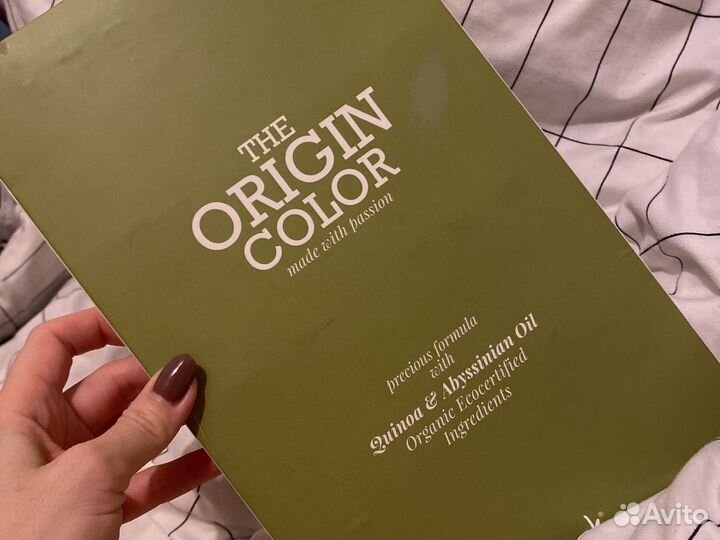 THE
ORIGIN
COLOR
made with passion
precious formula
with
Quinoa & Abyssinian Oil
Organic Ecocertified
Ingredients
Avito